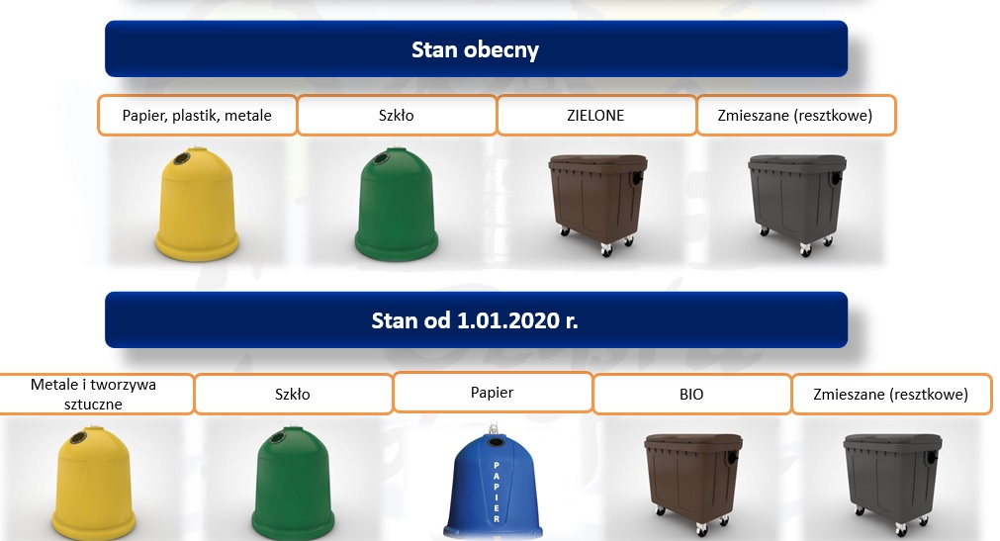 Stan obecny
Papier, plastik, metale
Szkło
ZIELONE
Zmieszane (resztkowe)
Stan od 1.01.2020 r.
Metale i tworzywa
sztuczne
Szkło
Papier
BIO
Zmieszane (resztkowe)
PAPIER